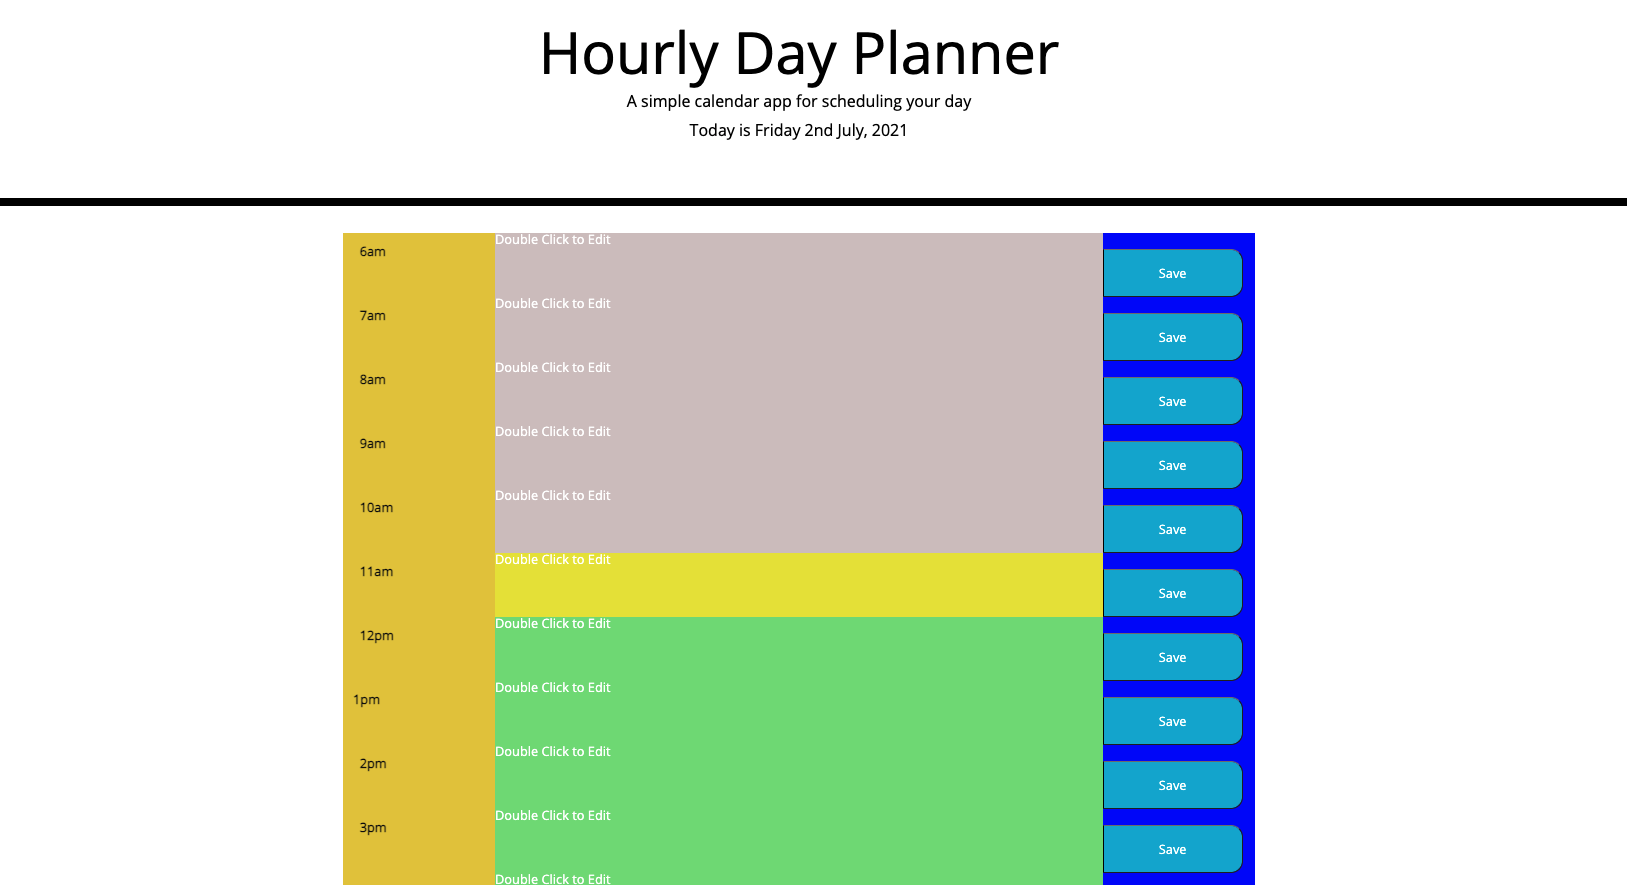 Hourly Day Planner
A simple calendar app for scheduling your day
Today is Friday 2nd July, 2021
6am Double Click to Edit Save
7am Double Click to Edit Save
8am Double Click to Edit Save
9am Double Click to Edit Save
10am Double Click to Edit Save
11am Double Click to Edit Save
12pm Double Click to Edit Save
1pm Double Click to Edit Save
2pm Double Click to Edit Save
3pm Double Click to Edit Save
Double Click to Edit